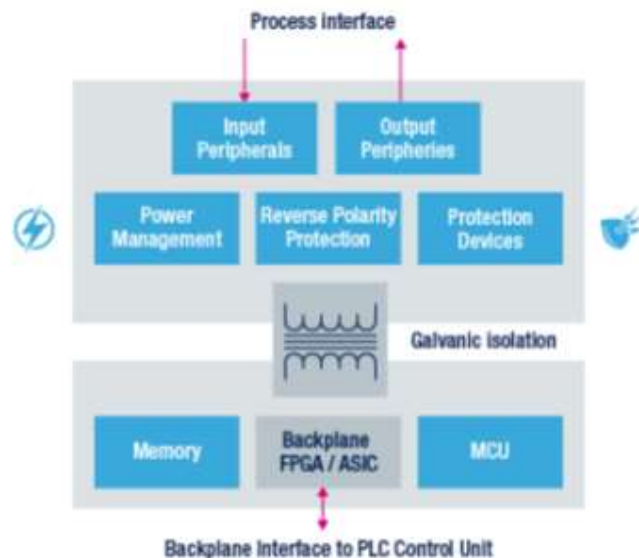 Process interface
Input
Peripherals
Output
Peripheries
Power
Management
Reverse Polarity
Protection
Protection
Devices
Galvanic isolation
Memory
Backplane
FPGA / ASIC
MCU
Backplane Interface to PLC Control Unit